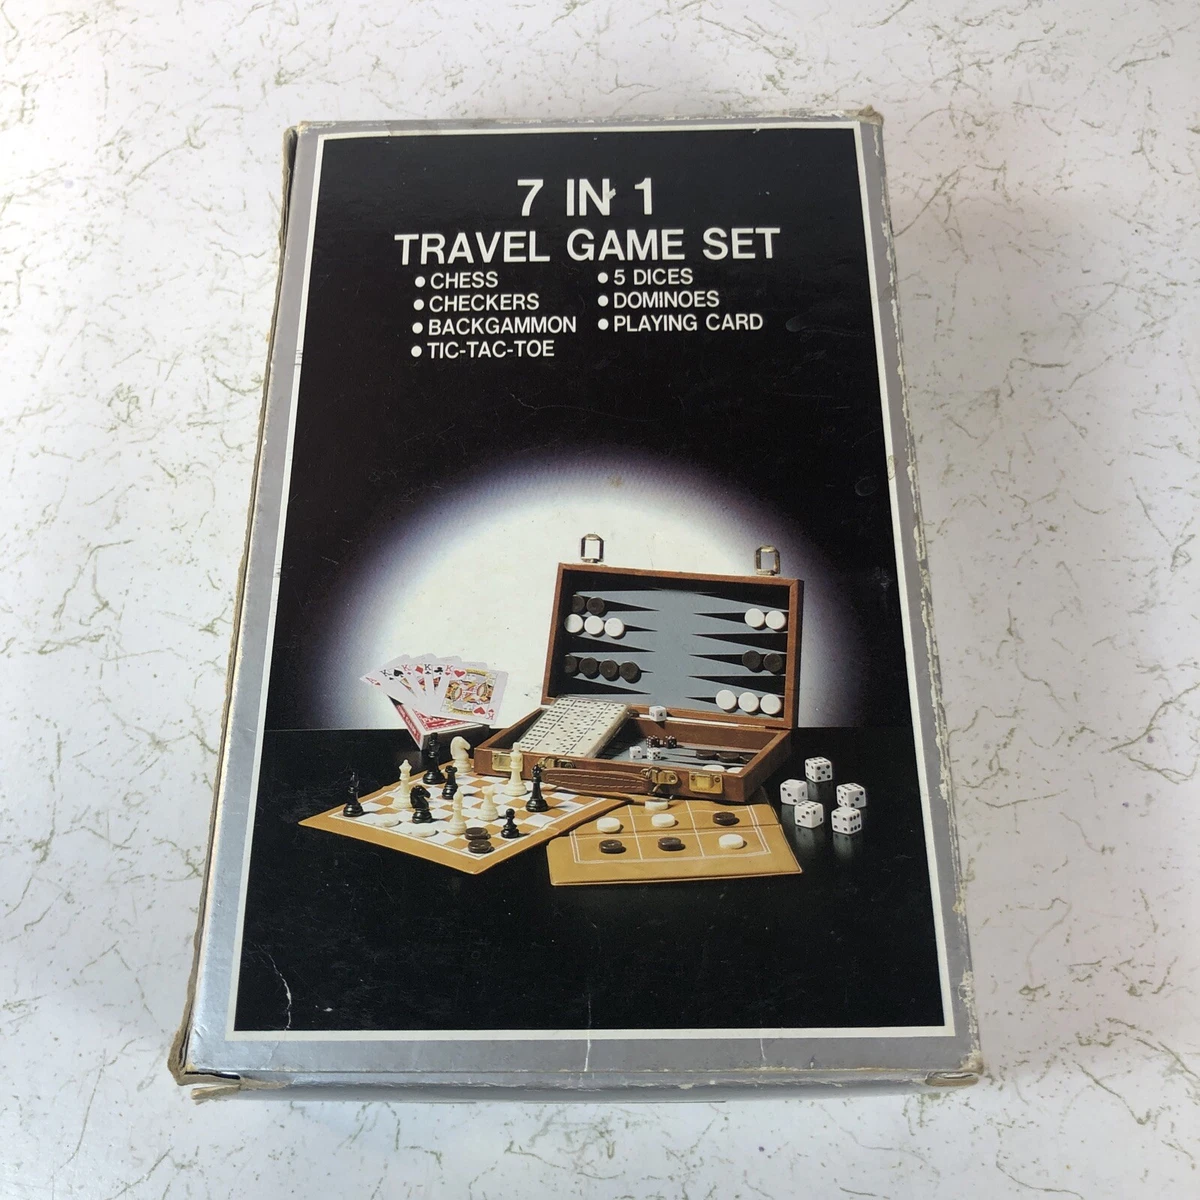 7 IN 1
TRAVEL GAME SET
● CHESS
● CHECKERS
● BACKGAMMON
● TIC-TAC-TOE
● 5 DICES
● DOMINOES
● PLAYING CARD